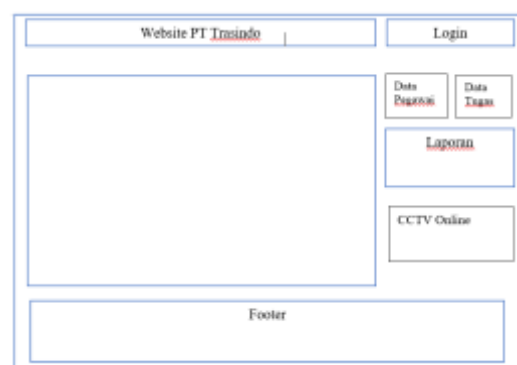 Website PT Trasindo
Login
Data
Pegawai
Data
Tugas
Laporan
CCTV Online
Footer